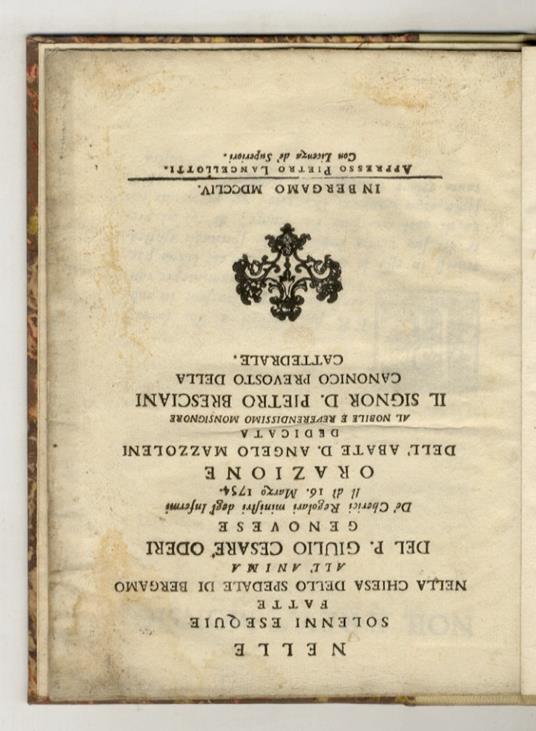 NELLE
SOLENNI ESEQUIE
FATTE
NELLA CHIESA DELLO SPEDALE DI BERGAMO
ALL'ANIMA
DEL P. GIULIO CESARE ODERI
GENOVESE
De' Cherici Regolari ministri degl'Infermi
Il dì 16. Marzo 1754.
ORAZIONE
DELL'ABATE D. ANGELO MAZZOLENI
DEDICATA
AL NOBILE E REVERENDISSIMO MONSIGNORE
IL SIGNOR D. PIETRO BRESCIANI
CANONICO PREVOSTO DELLA
CATTEDRALE.
IN BERGAMO MDCCLIV.
APPRESSO PIETRO LANCELLOTTI.
Con Licenza de' Superiori.